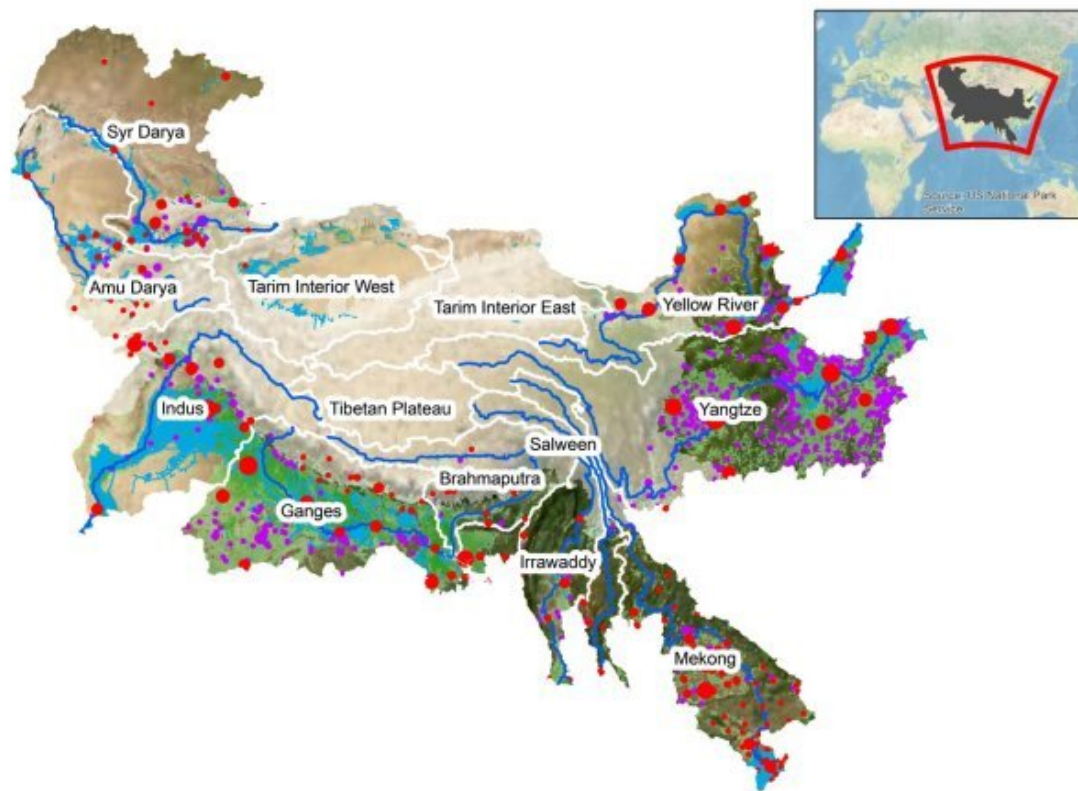 Syr Darya
Amu Darya
Tarim Interior West
Tarim Interior East
Yellow River
Indus
Tibetan Plateau
Yangtze
Salween
Brahmaputra
Ganges
Irrawaddy
Mekong
Source: US National Park
Service